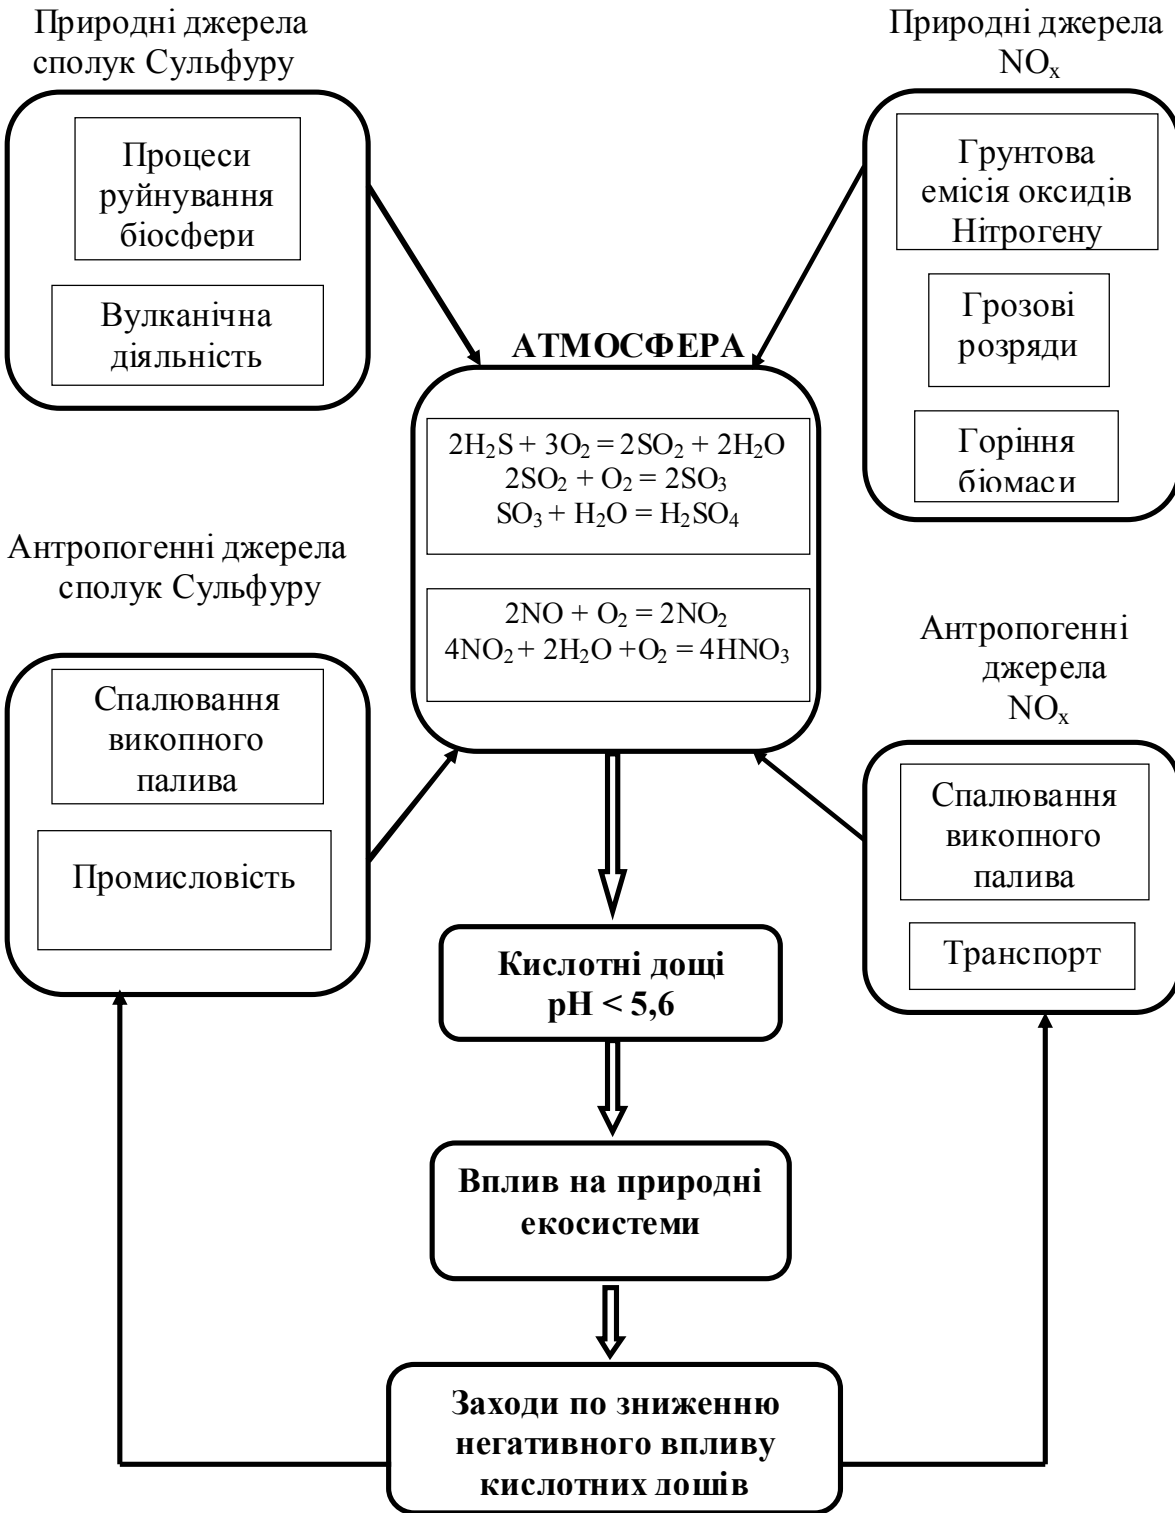 Природні джерела
сполук Сульфуру
Процеси
руйнування
біосфери
Вулканічна
діяльність
Природні джерела
NOₓ
Грунтова
емісія оксидів
Нітрогену
Грозові
розряди
Горіння
біомаси
АТМОСФЕРА
2H₂S + 3O₂ = 2SO₂ + 2H₂O
2SO₂ + O₂ = 2SO₃
SO₃ + H₂O = H₂SO₄
2NO + O₂ = 2NO₂
4NO₂ + 2H₂O +O₂ = 4HNO₃
Антропогенні джерела
сполук Сульфуру
Спалювання
викопного
палива
Промисловість
Антропогенні
джерела
NOₓ
Спалювання
викопного
палива
Транспорт
Кислотні дощі
рН < 5,6
Вплив на природні
екосистеми
Заходи по зниженню
негативного впливу
кислотних дощів